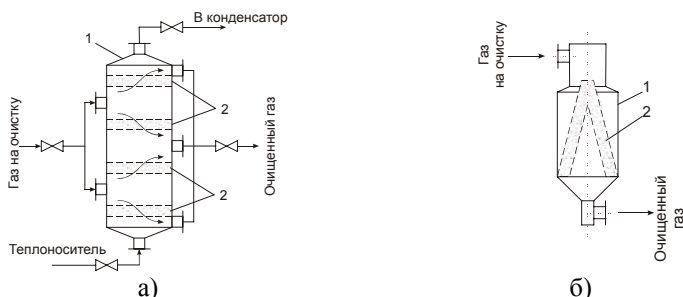 В конденсатор
1
2
Газ на очистку
Очищенный газ
2
Теплоноситель
а)
Газ
на очистку
1
2
Очищенный
газ
б)